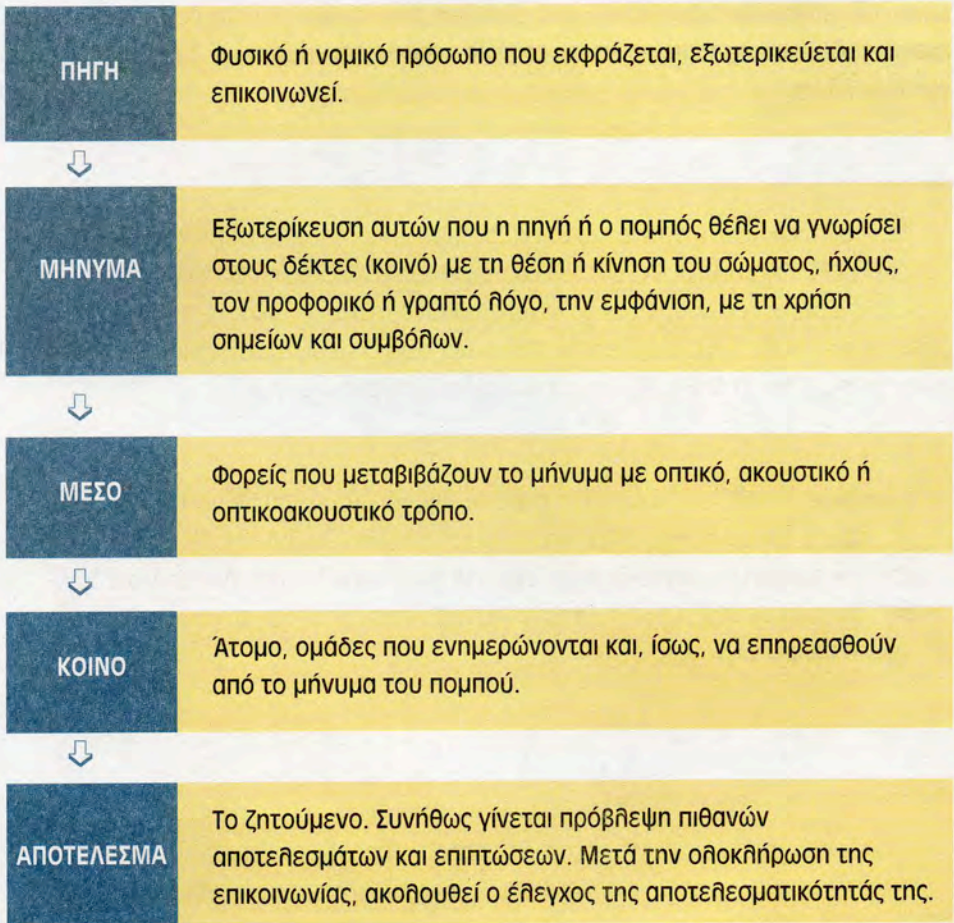 ΠΗΓΗ
Φυσικό ή νομικό πρόσωπο που εκφράζεται, εξωτερικεύεται και
επικοινωνεί.
ΜΗΝΥΜΑ
Εξωτερίκευση αυτών που η πηγή ή ο πομπός θέλει να γνωρίσει
στους δέκτες (κοινό) με τη θέση ή κίνηση του σώματος, ήχους,
τον προφορικό ή γραπτό λόγο, την εμφάνιση, με τη χρήση
σημείων και συμβόλων.
ΜΕΣΟ
Φορείς που μεταβιβάζουν το μήνυμα με οπτικό, ακουστικό ή
οπτικοακουστικό τρόπο.
ΚΟΙΝΟ
Άτομο, ομάδες που ενημερώνονται και, ίσως, να επηρεασθούν
από το μήνυμα του πομπού.
ΑΠΟΤΕΛΕΣΜΑ
Το ζητούμενο. Συνήθως γίνεται πρόβλεψη πιθανών
αποτελεσμάτων και επιπτώσεων. Μετά την ολοκλήρωση της
επικοινωνίας, ακολουθεί ο έλεγχος της αποτελεσματικότητάς της.